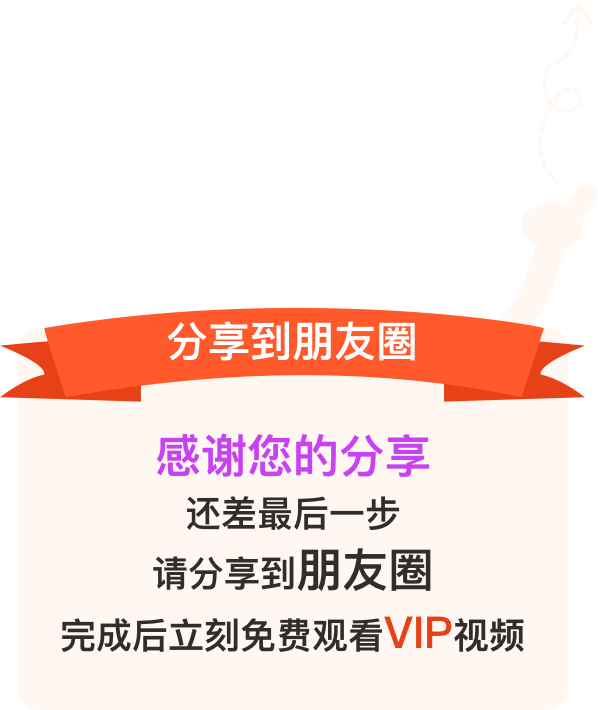 分享到朋友圈
感谢您的分享
还差最后一步
请分享到朋友圈
完成后立刻免费观看VIP视频